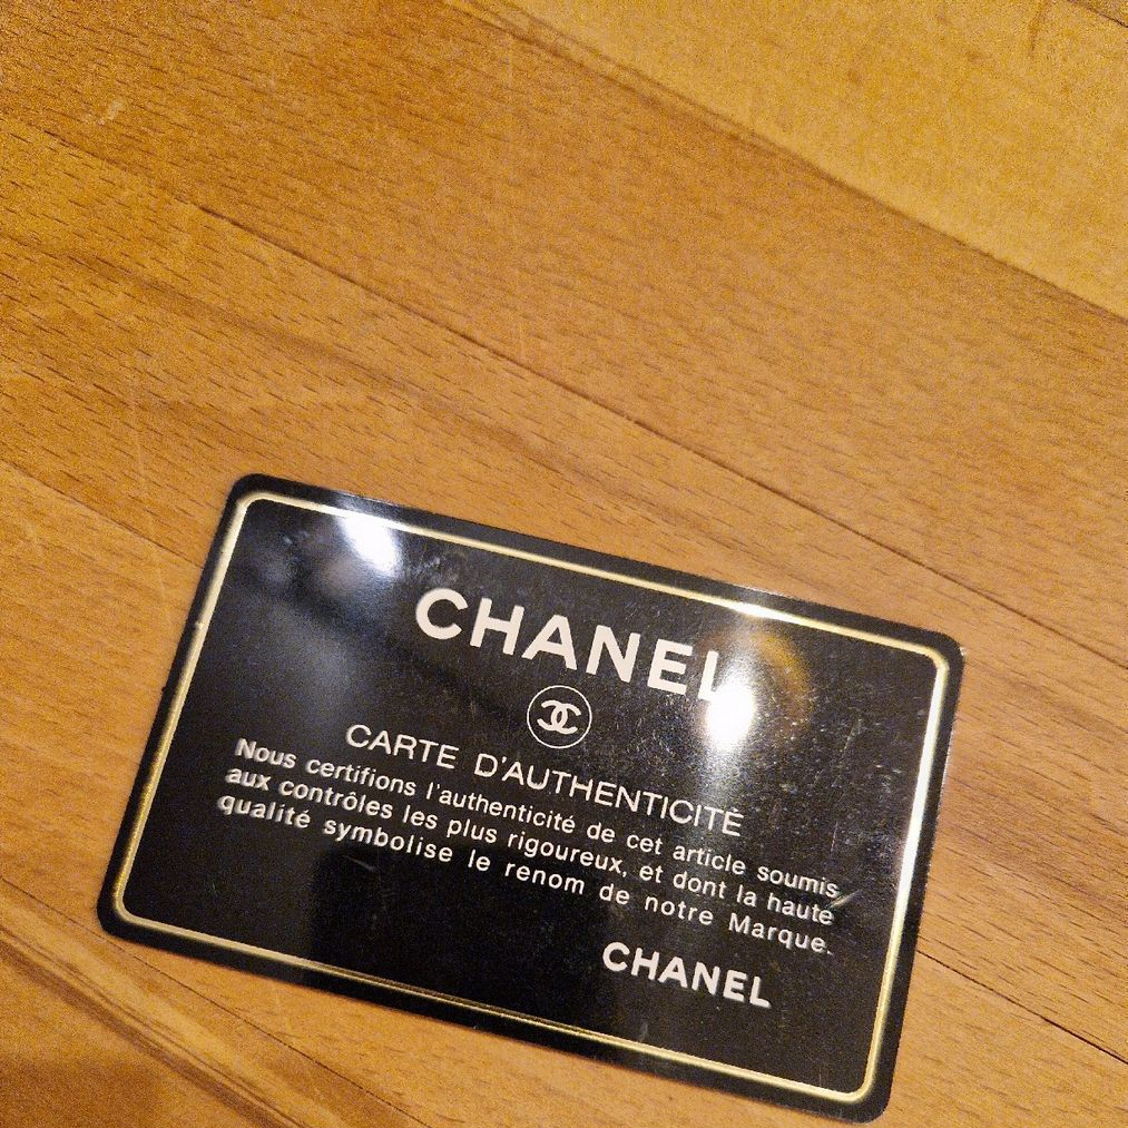 CHANEL
CARTE D'AUTHENTICITÉ
Nous certifions l'authenticité de cet article soumis
aux contrôles les plus rigoureux, et dont la haute
qualité symbolise le renom de notre Marque.
CHANEL